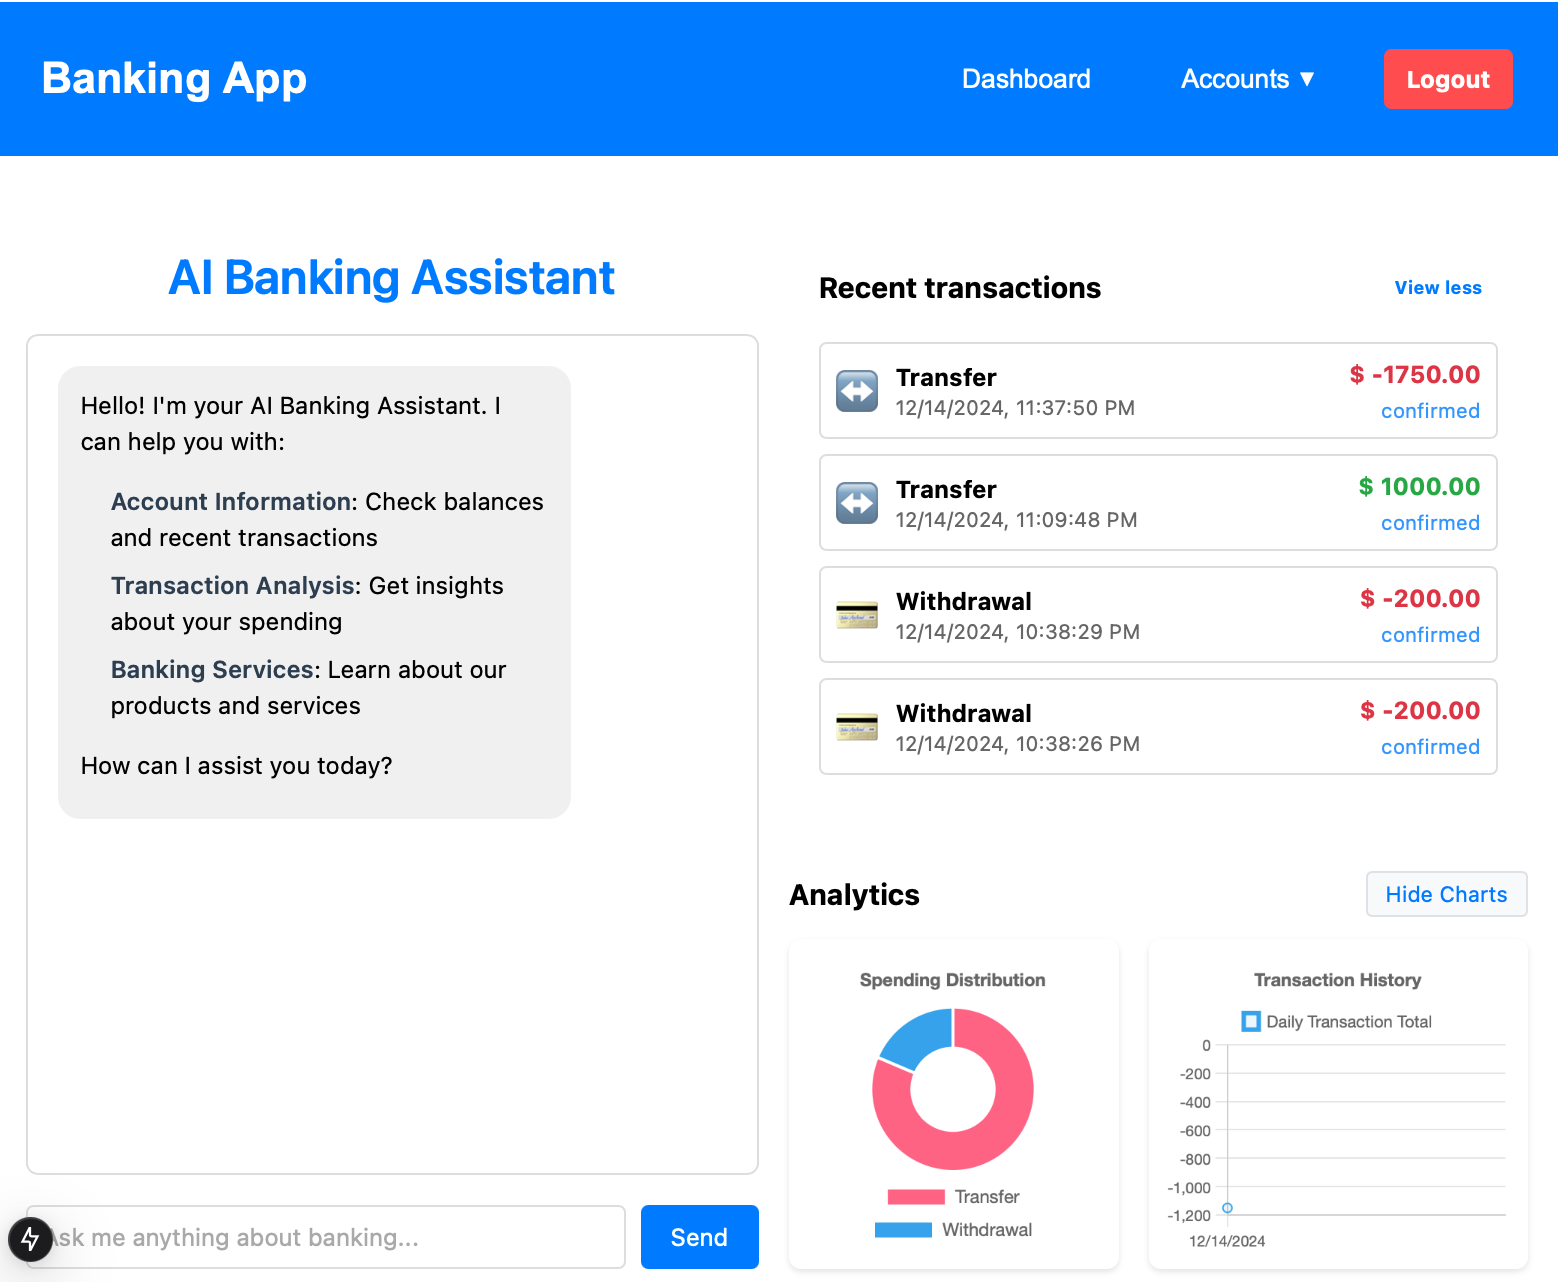 Banking App
Dashboard
Accounts ▼
Logout
AI Banking Assistant
Hello! I'm your AI Banking Assistant. I
can help you with:
Account Information: Check balances
and recent transactions
Transaction Analysis: Get insights
about your spending
Banking Services: Learn about our
products and services
How can I assist you today?
Ask me anything about banking...
Send
Recent transactions
View less
Transfer
$ -1750.00
12/14/2024, 11:37:50 PM
confirmed
Transfer
$ 1000.00
12/14/2024, 11:09:48 PM
confirmed
Withdrawal
$ -200.00
12/14/2024, 10:38:29 PM
confirmed
Withdrawal
$ -200.00
12/14/2024, 10:38:26 PM
confirmed
Analytics
Hide Charts
Spending Distribution
Transfer
Withdrawal
Transaction History
Daily Transaction Total
0
-200
-400
-600
-800
-1,000
-1,200
12/14/2024